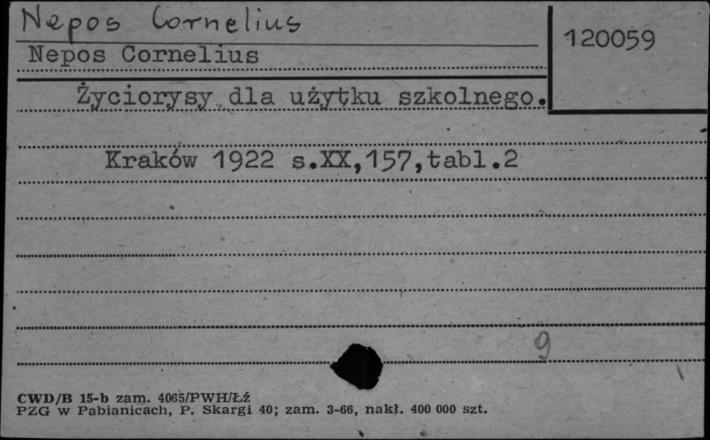 Nepos Cornelius
120059
Nepos Cornelius
Życiorysy dla użytku szkolnego.
Kraków 1922 s.XX,157,tabl.2
9
CWD/B 15-b zam. 4065/PWH/Łź
PZG w Pabianicach, P. Skargi 40; zam. 3-66, nakł. 400 000 szt.